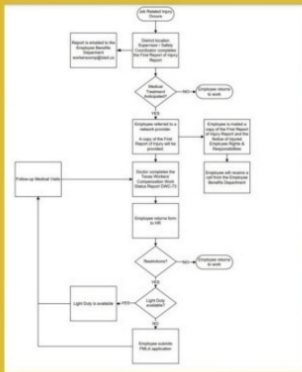 Job Related Injury
Occurs
Report is emailed to the
Employee Benefits
Department
District location
Supervisor / Safety
Coordinator completes
the First Report of Injury
Report
Medical
Treatment
Anticipated?
NO
Employee returns
to work
YES
Employee referred to a
network provider
A copy of the First
Report of Injury will be
provided
Employee is mailed a
copy of the First Report
of Injury Report and the
Notice of Injured
Employee Rights &
Responsibilities
Employee will receive a
call from the Employee
Benefits Department
Follow-up Medical Visits
Doctor completes the
Texas Workers'
Compensation Work
Status Report DWC-73
Employee returns form
to HR
Restrictions?
NO
Employee returns
to work
YES
Light Duty
available?
YES
Light Duty is available
NO
Employee submits
FMLA application